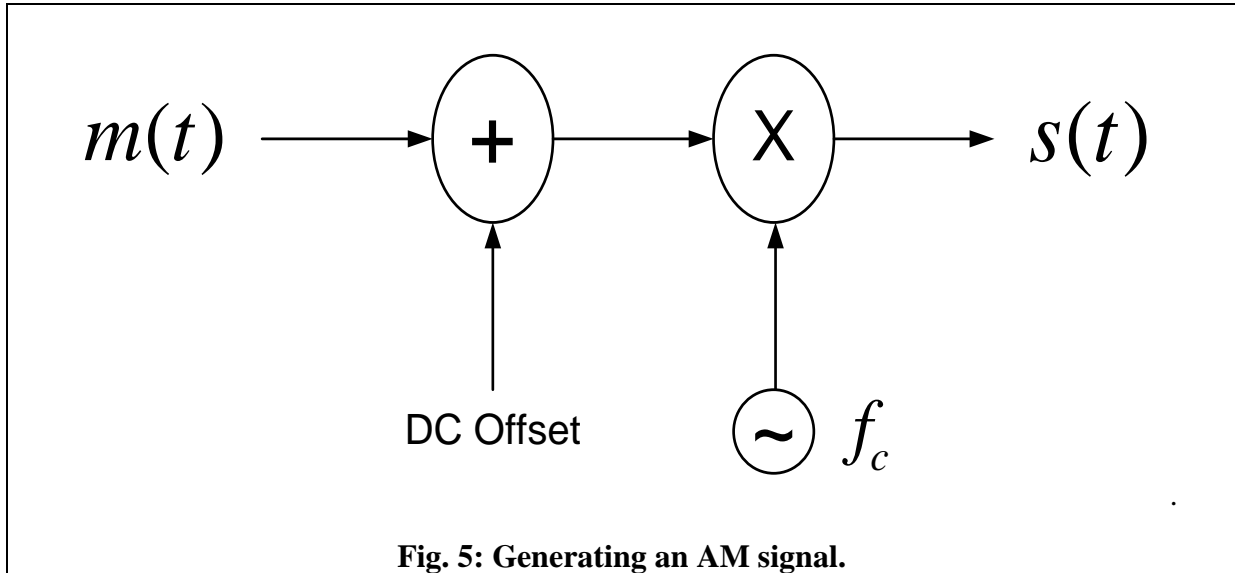 m(t) + X s(t)
DC Offset ~ f_c
.
Fig. 5: Generating an AM signal.